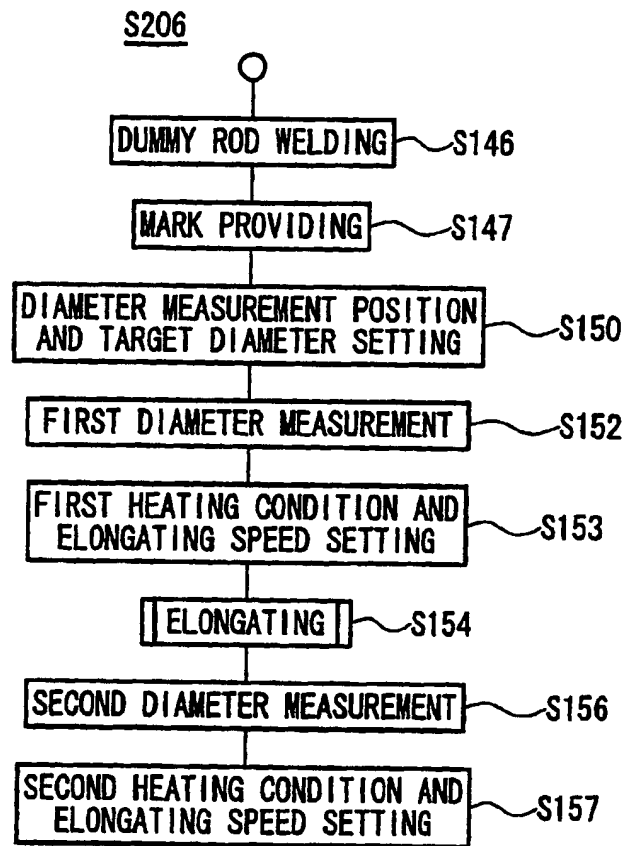 S206
DUMMY ROD WELDING
S146
MARK PROVIDING
S147
DIAMETER MEASUREMENT POSITION
AND TARGET DIAMETER SETTING
S150
FIRST DIAMETER MEASUREMENT
S152
FIRST HEATING CONDITION AND
ELONGATING SPEED SETTING
S153
ELONGATING
S154
SECOND DIAMETER MEASUREMENT
S156
SECOND HEATING CONDITION AND
ELONGATING SPEED SETTING
S157